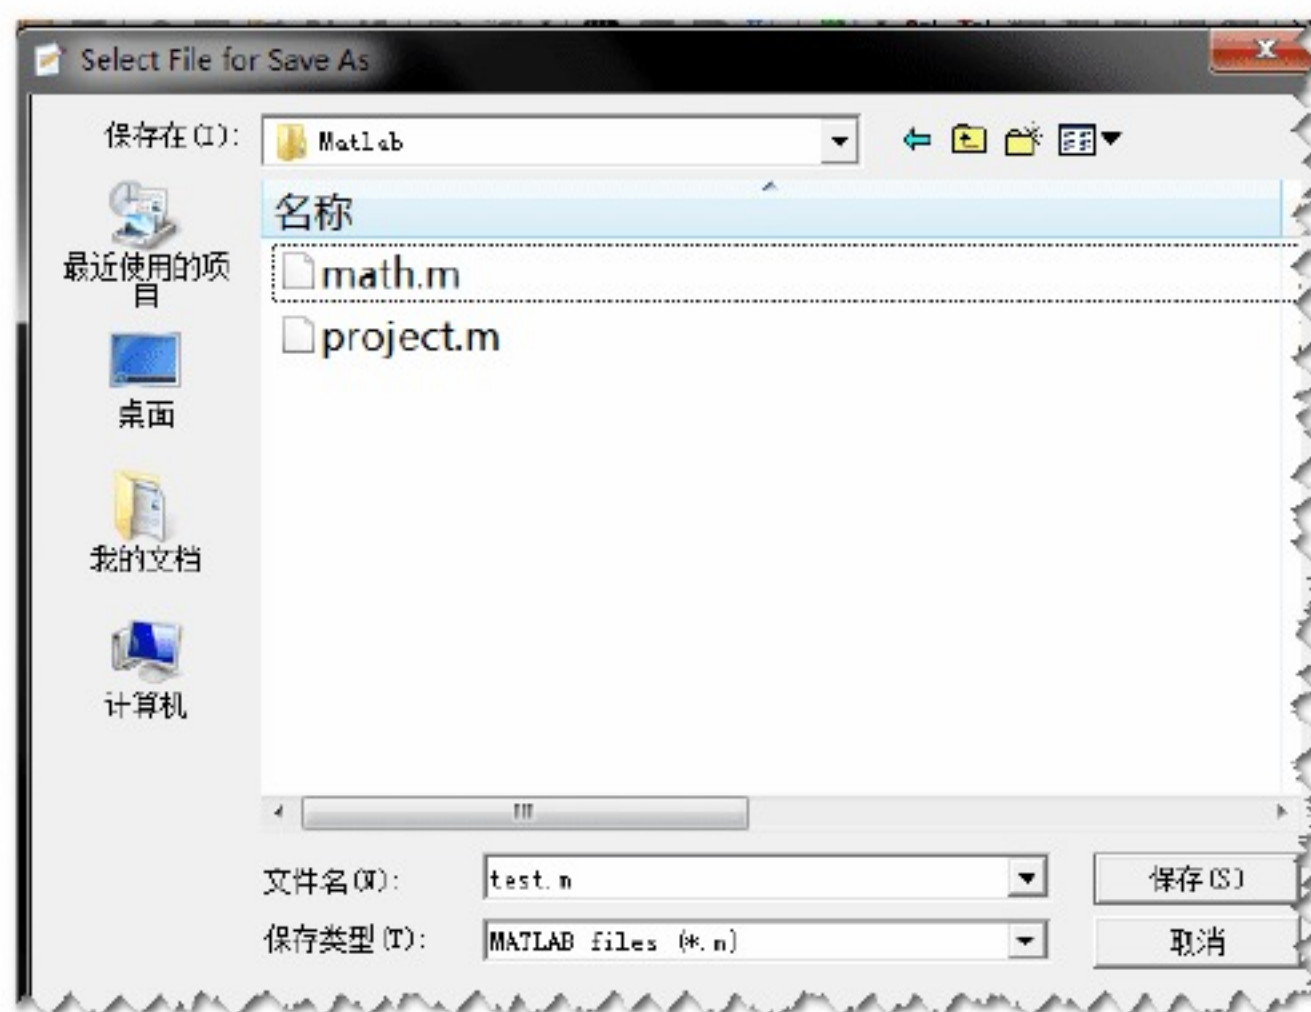 Select File for Save As
保存在(I):
Matlab
名称
最近使用的项
目
math.m
project.m
桌面
我的文档
计算机
文件名(N):
test.m
保存(S)
保存类型(T):
MATLAB files (*.m)
取消